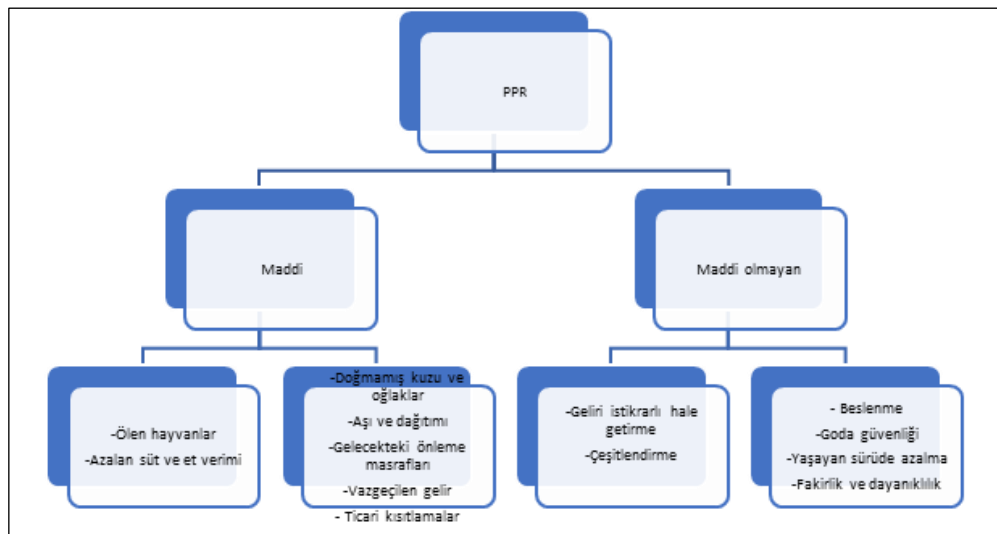 PPR
Maddi
Maddi olmayan
-Ölen hayvanlar
-Azalan süt ve et verimi
-Doğmamış kuzu ve
oğlaklar
-Aşı ve dağıtımı
-Gelecekteki önleme
masrafları
-Vazgeçilen gelir
- Ticari kısıtlamalar
-Geliri istikrarlı hale
getirme
-Çeşitlendirme
- Beslenme
-Goda güvenliği
-Yaşayan sürüde azalma
-Fakirlik ve dayanıklılık